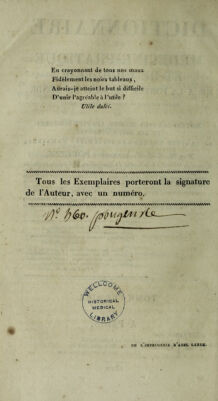 En crayonnant de tous nos maux
Fidèlement les noirs tableaux,
Aurais-je atteint le but si difficile
D'unir l'agréable à l'utile ?
Utile dulci.
Tous les Exemplaires porteront la signature
de l'Auteur, avec un numéro.
N° 360.
WELLCOME
HISTORICAL
MEDICAL
LIBRARY
DE L'IMPRIMERIE D'ABEL LANOE.